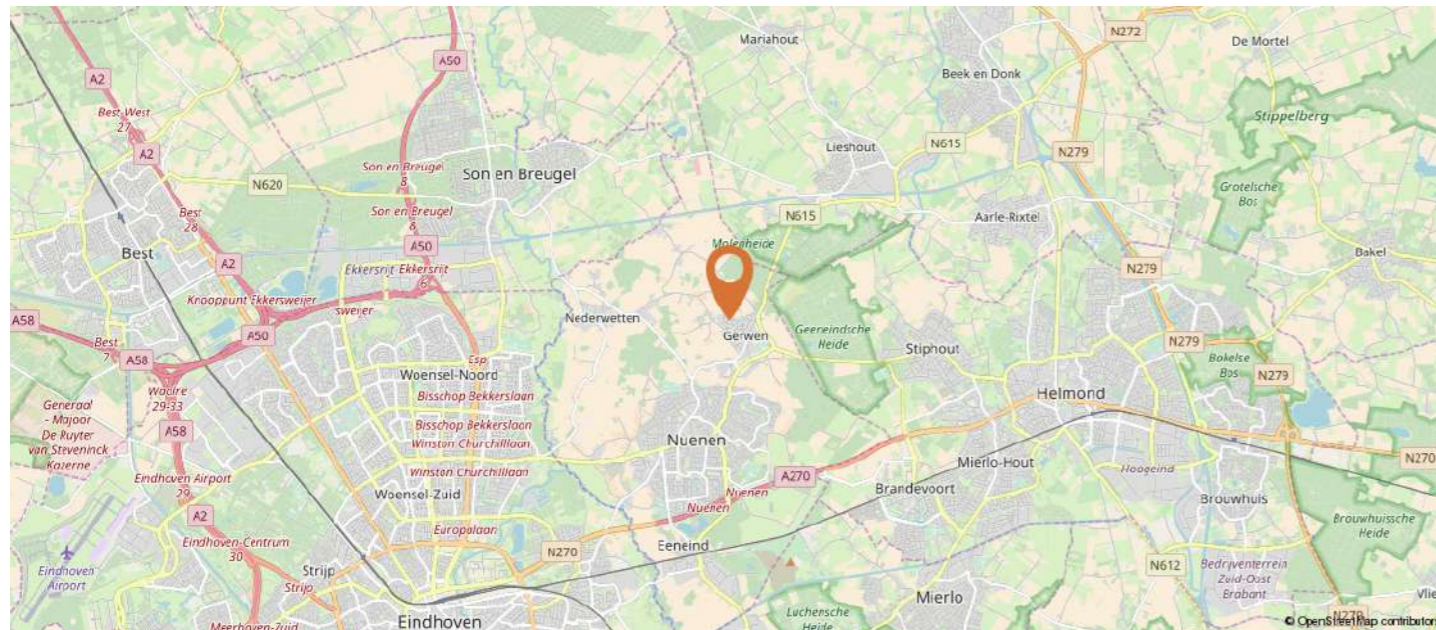 Mariahout
N272
De Mortel
A50
A2
Beek en Donk
Best-West
27
Stippelberg
A2
Lieshout
N615
N279
Son en Breugel
8
Son en Breugel
N620
Grotelsche
Bos
Best
28
Son en Breugel
8
N615
Aarle-Rixtel
A50
Molenheide
Best
A2
Bakel
Ekkersrijt
Ekkersrijt
6
N279
Knooppunt Ekkersweijer
sweijer
A58
Nederwetten
Gerwen
Geeneindsche
Heide
A50
Best
7
N279
Stiphout
A58
Esp
Bokelse
Bos
N279
Woensel-Noord
Waalre
29-33
Helmond
Bisschop Bekkerslaan
Generaal
- Majoor
De Ruyter
van Steveninck
Kazerne
Bisschop Bekkerslaan
A58
Winston Churchilllaan
Nuenen
N270
Winston Churchilllaan
Mierlo-Hout
Hoogeind
A270
Eindhoven Airport
29
Brandevoort
Nuenen
Woensel-Zuid
Brouwhuis
Nuenen
A2
Europalaan
Brouwhuissche
Heide
Eindhoven-Centrum
30
Eeneind
N270
Eindhoven
Airport
N612
Bedrijventerrein
Zuid-Oost
Brabant
Strijp
Strijp
Mierlo
Vlie
Luchensche
Heide
N279
Eindhoven
Meerhoven-Zuid
© OpenStreetMap contributors